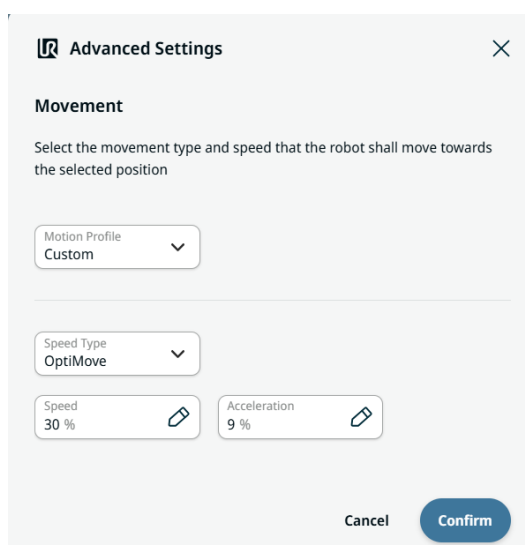 UR Advanced Settings
Movement
Select the movement type and speed that the robot shall move towards
the selected position
Motion Profile
Custom
Speed Type
OptiMove
Speed
30 %
Acceleration
9 %
Cancel
Confirm